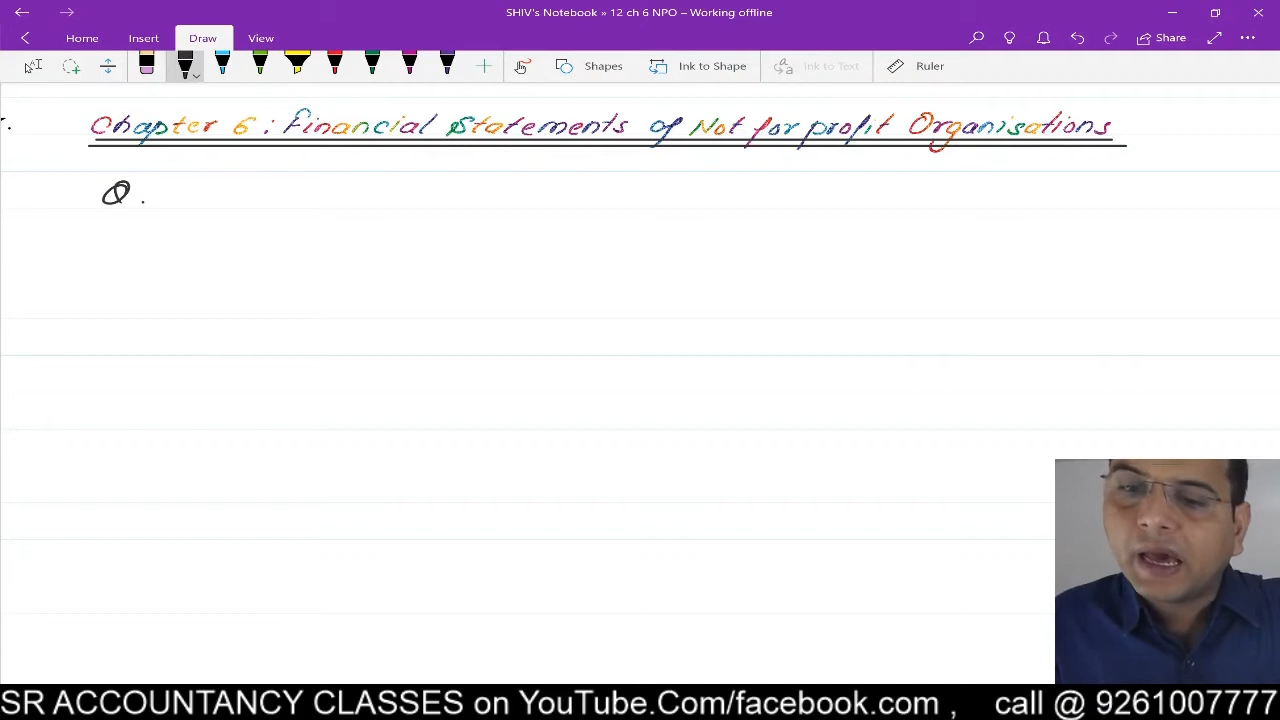 SHIV's Notebook » 12 ch 6 NPO – Working offline
Home Insert Draw View Share
Shapes Ink to Shape Ink to Text Ruler
Chapter 6 : Financial Statements of Not for profit Organisations
Q .
SR ACCOUNTANCY CLASSES on YouTube.Com/facebook.com , call @ 9261007777